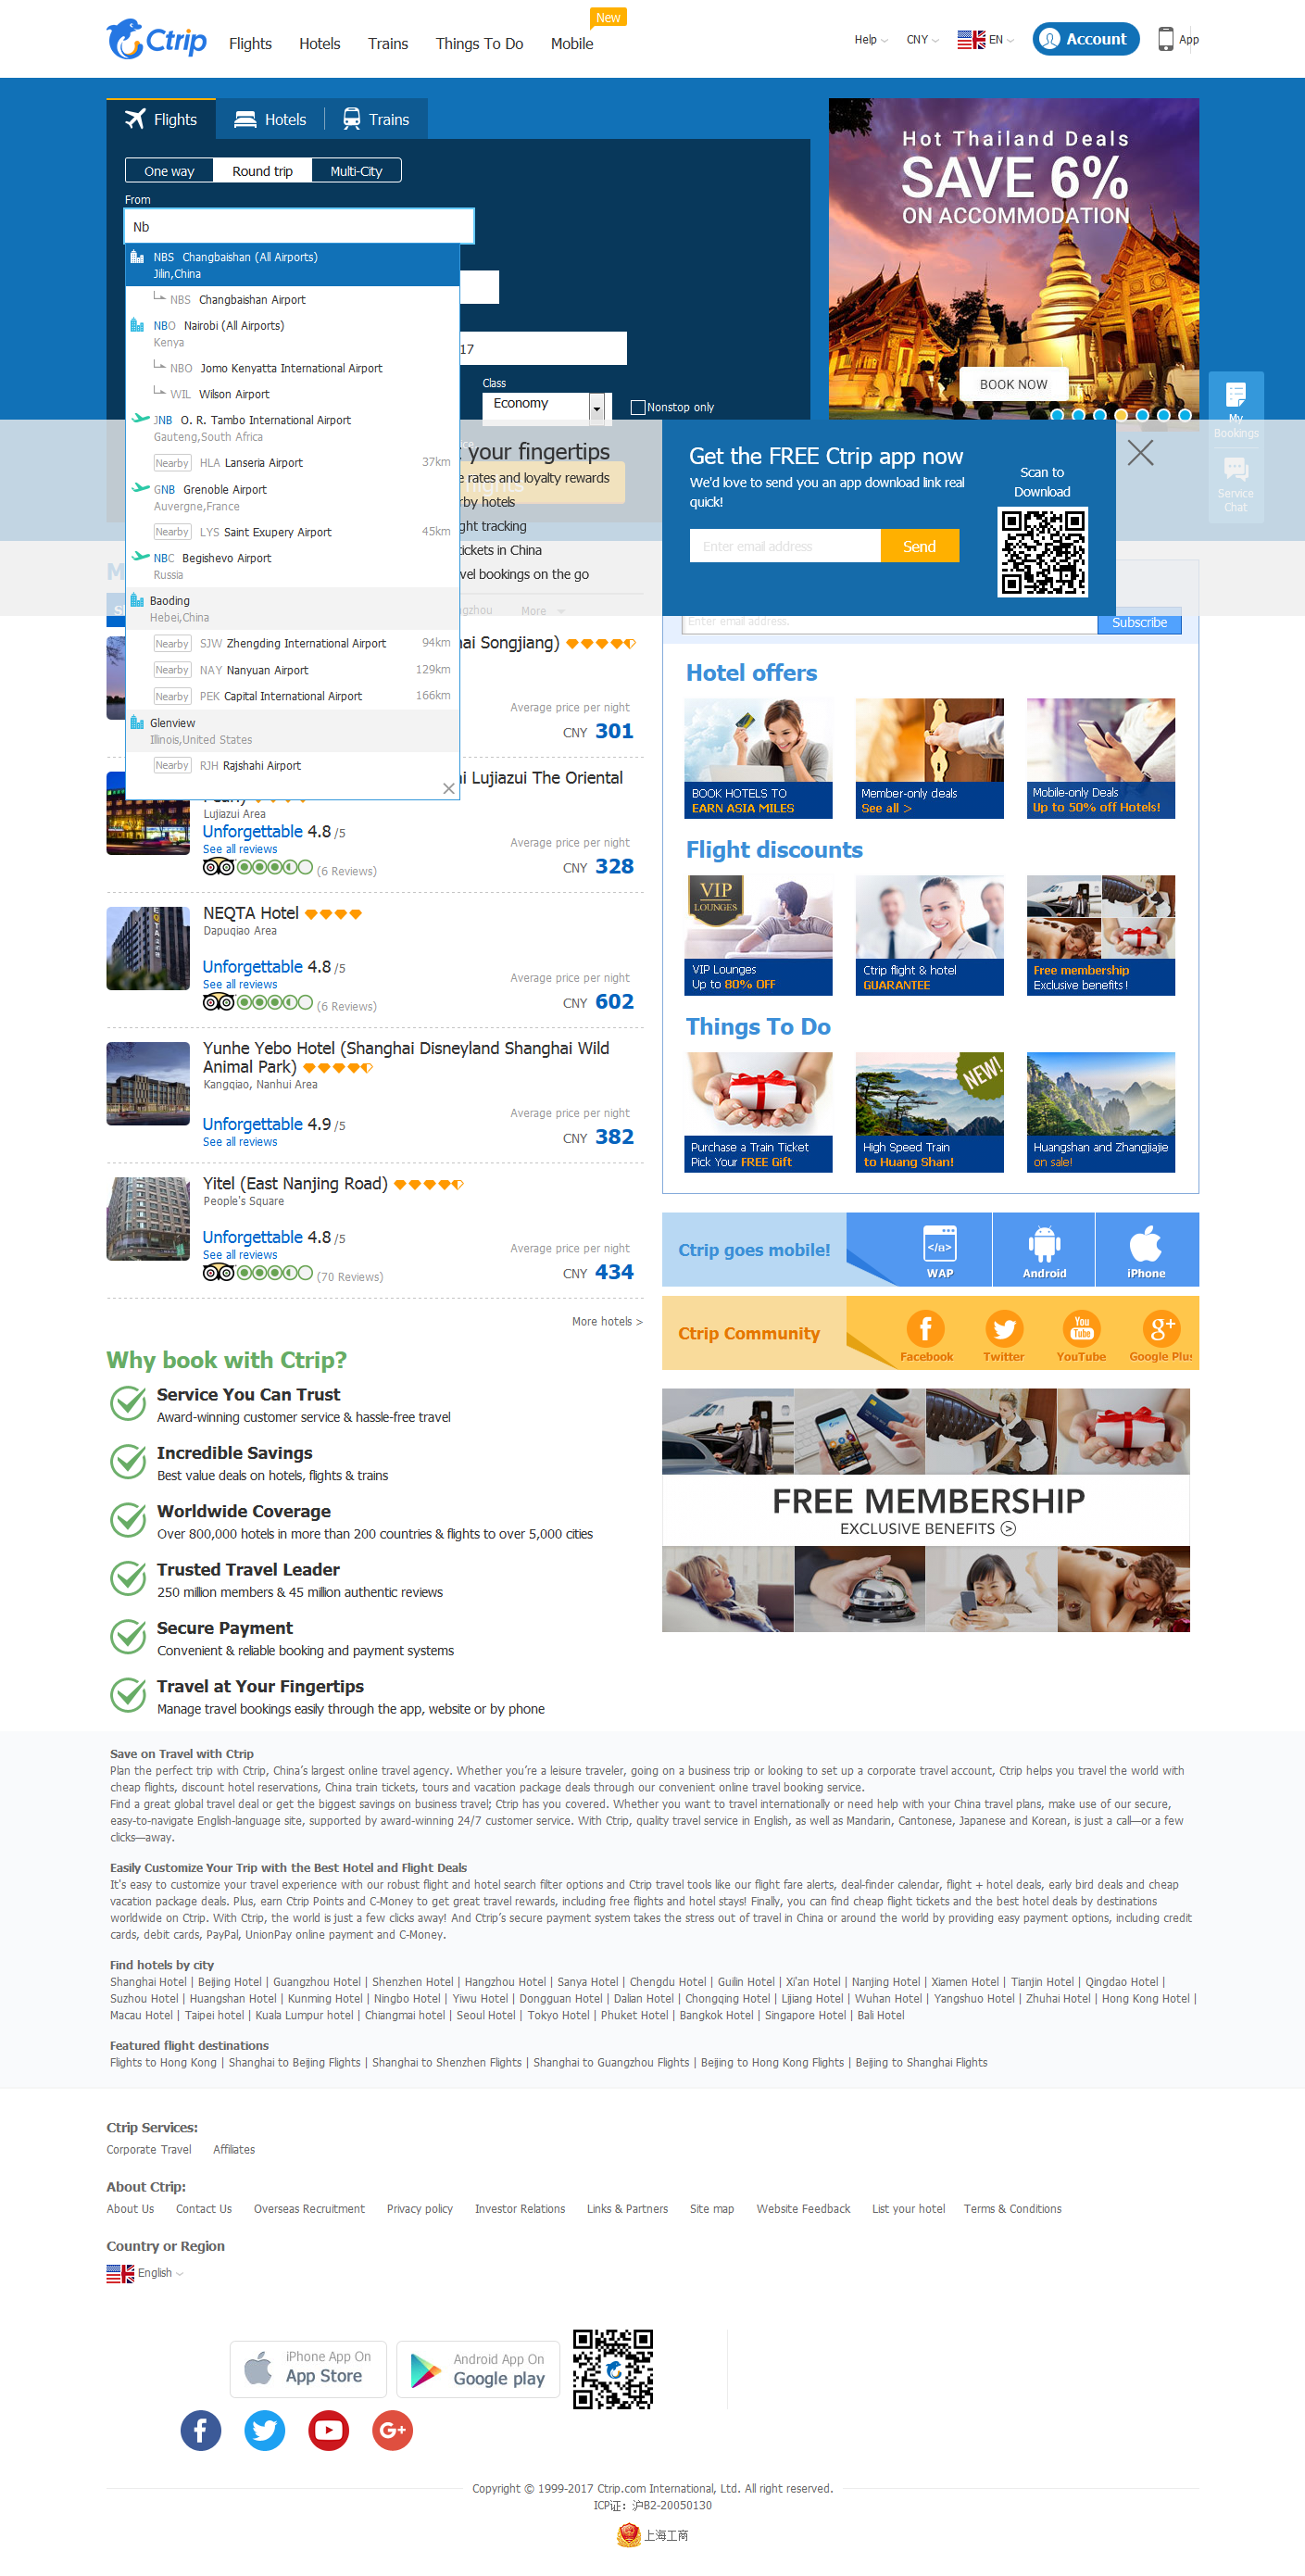 Ctrip
Flights
Hotels
Trains
Things To Do
Mobile
New
Help
CNY
EN
Account
App
Flights
Hotels
Trains
One way
Round trip
Multi-City
From
Nb
NBS Changbaishan (All Airports)
Jilin,China
NBS Changbaishan Airport
NBO Nairobi (All Airports)
Kenya
NBO Jomo Kenyatta International Airport
WIL Wilson Airport
JNB O. R. Tambo International Airport
Gauteng,South Africa
Nearby HLA Lanseria Airport 37km
GNB Grenoble Airport
Auvergne,France
Nearby LYS Saint Exupery Airport 45km
NBC Begishevo Airport
Russia
Baoding
Hebei,China
Nearby SJW Zhengding International Airport 94km
Nearby NAY Nanyuan Airport 129km
Nearby PEK Capital International Airport 166km
Glenview
Illinois,United States
Nearby RJH Rajshahi Airport
17
Class
Economy
Nonstop only
Hot Thailand Deals
SAVE 6%
ON ACCOMMODATION
BOOK NOW
My
Bookings
Service
Chat
your fingertips
rates and loyalty rewards
hotels
tracking
tickets in China
bookings on the go
Get the FREE Ctrip app now
We'd love to send you an app download link real
quick!
Enter email address
Send
Scan to
Download
More
Enter email address.
Subscribe
Songjiang)
Average price per night
CNY 301
Lujiazui The Oriental
Lujiazui Area
Unforgettable 4.8 /5
See all reviews
(6 Reviews)
Average price per night
CNY 328
NEQTA Hotel
Dapuqiao Area
Unforgettable 4.8 /5
See all reviews
(6 Reviews)
Average price per night
CNY 602
Yunhe Yebo Hotel (Shanghai Disneyland Shanghai Wild
Animal Park)
Kangqiao, Nanhui Area
Unforgettable 4.9 /5
See all reviews
Average price per night
CNY 382
Yitel (East Nanjing Road)
People's Square
Unforgettable 4.8 /5
See all reviews
(70 Reviews)
Average price per night
CNY 434
More hotels >
Hotel offers
BOOK HOTELS TO
EARN ASIA MILES
Member-only deals
See all >
Mobile-only Deals
Up to 50% off Hotels!
Flight discounts
VIP
LOUNGES
VIP Lounges
Up to 80% OFF
Ctrip flight & hotel
GUARANTEE
Free membership
Exclusive benefits !
Things To Do
Purchase a Train Ticket
Pick Your FREE Gift
NEW!
High Speed Train
to Huang Shan!
Huangshan and Zhangjiajie
on sale!
Ctrip goes mobile!
WAP
Android
iPhone
Ctrip Community
Facebook
Twitter
YouTube
Google Plus
FREE MEMBERSHIP
EXCLUSIVE BENEFITS
Why book with Ctrip?
Service You Can Trust
Award-winning customer service & hassle-free travel
Incredible Savings
Best value deals on hotels, flights & trains
Worldwide Coverage
Over 800,000 hotels in more than 200 countries & flights to over 5,000 cities
Trusted Travel Leader
250 million members & 45 million authentic reviews
Secure Payment
Convenient & reliable booking and payment systems
Travel at Your Fingertips
Manage travel bookings easily through the app, website or by phone
Save on Travel with Ctrip
Plan the perfect trip with Ctrip, China’s largest online travel agency. Whether you’re a leisure traveler, going on a business trip or looking to set up a corporate travel account, Ctrip helps you travel the world with
cheap flights, discount hotel reservations, China train tickets, tours and vacation package deals through our convenient online travel booking service.
Find a great global travel deal or get the biggest savings on business travel; Ctrip has you covered. Whether you want to travel internationally or need help with your China travel plans, make use of our secure,
easy-to-navigate English-language site, supported by award-winning 24/7 customer service. With Ctrip, quality travel service in English, as well as Mandarin, Cantonese, Japanese and Korean, is just a call—or a few
clicks—away.
Easily Customize Your Trip with the Best Hotel and Flight Deals
It's easy to customize your travel experience with our robust flight and hotel search filter options and Ctrip travel tools like our flight fare alerts, deal-finder calendar, flight + hotel deals, early bird deals and cheap
vacation package deals. Plus, earn Ctrip Points and C-Money to get great travel rewards, including free flights and hotel stays! Finally, you can find cheap flight tickets and the best hotel deals by destinations
worldwide on Ctrip. With Ctrip, the world is just a few clicks away! And Ctrip’s secure payment system takes the stress out of travel in China or around the world by providing easy payment options, including credit
cards, debit cards, PayPal, UnionPay online payment and C-Money.
Find hotels by city
Shanghai Hotel | Beijing Hotel | Guangzhou Hotel | Shenzhen Hotel | Hangzhou Hotel | Sanya Hotel | Chengdu Hotel | Guilin Hotel | Xi'an Hotel | Nanjing Hotel | Xiamen Hotel | Tianjin Hotel | Qingdao Hotel |
Suzhou Hotel | Huangshan Hotel | Kunming Hotel | Ningbo Hotel | Yiwu Hotel | Dongguan Hotel | Dalian Hotel | Chongqing Hotel | Lijiang Hotel | Wuhan Hotel | Yangshuo Hotel | Zhuhai Hotel | Hong Kong Hotel |
Macau Hotel | Taipei hotel | Kuala Lumpur hotel | Chiangmai hotel | Seoul Hotel | Tokyo Hotel | Phuket Hotel | Bangkok Hotel | Singapore Hotel | Bali Hotel
Featured flight destinations
Flights to Hong Kong | Shanghai to Beijing Flights | Shanghai to Shenzhen Flights | Shanghai to Guangzhou Flights | Beijing to Hong Kong Flights | Beijing to Shanghai Flights
Ctrip Services:
Corporate Travel Affiliates
About Ctrip:
About Us Contact Us Overseas Recruitment Privacy policy Investor Relations Links & Partners Site map Website Feedback List your hotel Terms & Conditions
Country or Region
English
iPhone App On
App Store
Android App On
Google play
Copyright © 1999-2017 Ctrip.com International, Ltd. All right reserved.
ICP证：沪B2-20050130
上海工商